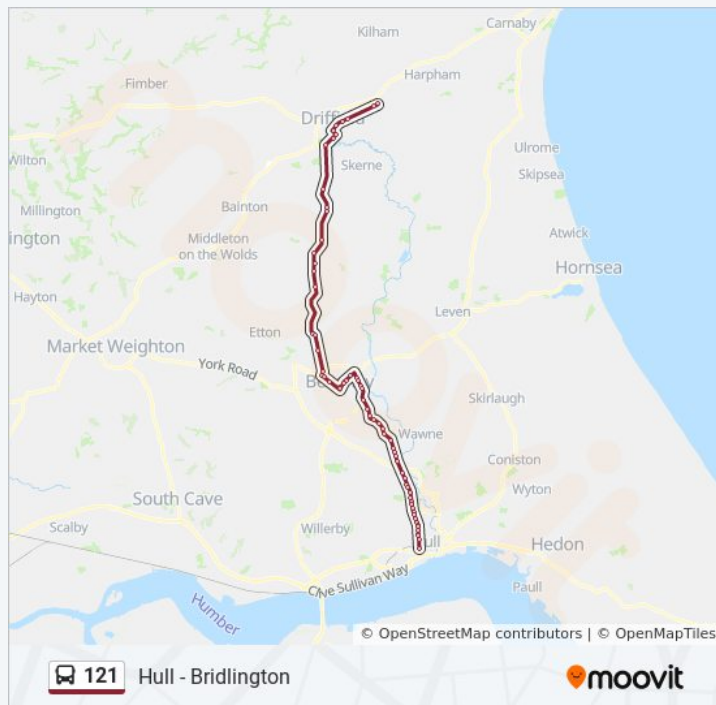 Carnaby
Kilham
Harpham
Fimber
Driffield
Wilton
Skerne
Ulrome
Skipsea
Millington
Bainton
ington
Middleton
on the Wolds
Atwick
Hornsea
Hayton
Leven
Etton
Market Weighton
York Road
Skirlaugh
Wawne
Coniston
South Cave
Wyton
Scalby
Willerby
Hull
Hedon
Clive Sullivan Way
Paull
Humber
© OpenStreetMap contributors | © OpenMapTiles
121 Hull - Bridlington
moovit